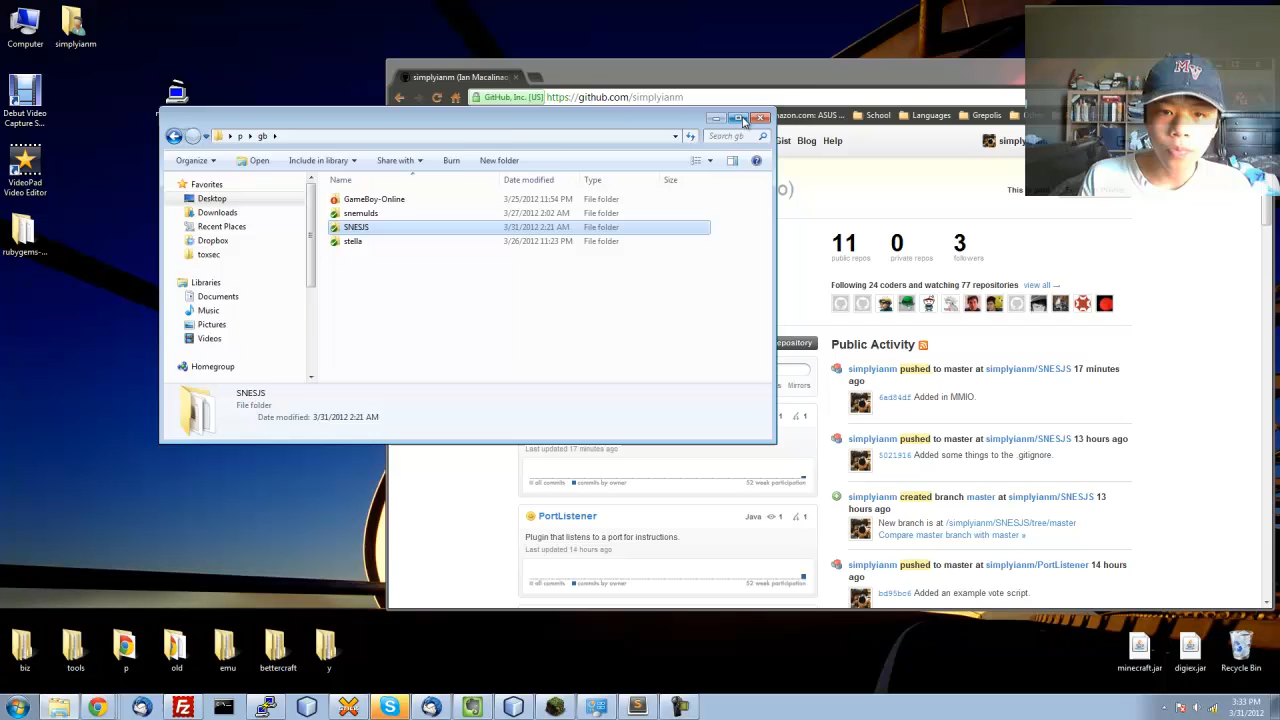 Computer
simplyianm
Debut Video
Capture S...
VideoPad
Video Editor
rubygems-...
simplyianm (Ian Macalinao
GitHub, Inc. [US]
https://github.com/simplyianm
azon.com: ASUS ...
School
Languages
Grepolis
Gist
Blog
Help
p
gb
Search gb
Organize
Open
Include in library
Share with
Burn
New folder
Favorites
Desktop
Downloads
Recent Places
Dropbox
toxsec
Libraries
Documents
Music
Pictures
Videos
Homegroup
Name
Date modified
Type
Size
GameBoy-Online
3/25/2012 11:54 PM
File folder
snemulds
3/27/2012 2:02 AM
File folder
SNESJS
3/31/2012 2:21 AM
File folder
stella
3/26/2012 11:23 PM
File folder
SNESJS
File folder
Date modified: 3/31/2012 2:21 AM
11
public repos
0
private repos
3
followers
Following 24 coders and watching 77 repositories view all →
Mirrors
Public Activity
simplyianm pushed to master at simplyianm/SNESJS 17 minutes
ago
6ad84df Added in MMIO.
simplyianm pushed to master at simplyianm/SNESJS 13 hours ago
5021916 Added some things to the .gitignore.
simplyianm created branch master at simplyianm/SNESJS 13
hours ago
New branch is at /simplyianm/SNESJS/tree/master
Compare master branch with master »
simplyianm pushed to master at simplyianm/PortListener 14 hours
ago
bd95bc6 Added an example vote script.
Last updated 17 minutes ago
all commits
commits by owner
52 week participation
PortListener
Java
1
1
Plugin that listens to a port for instructions.
Last updated 14 hours ago
all commits
commits by owner
52 week participation
biz
tools
p
old
emu
bettercraft
y
minecraft.jar
digiex.jar
Recycle Bin
3:33 PM
3/31/2012